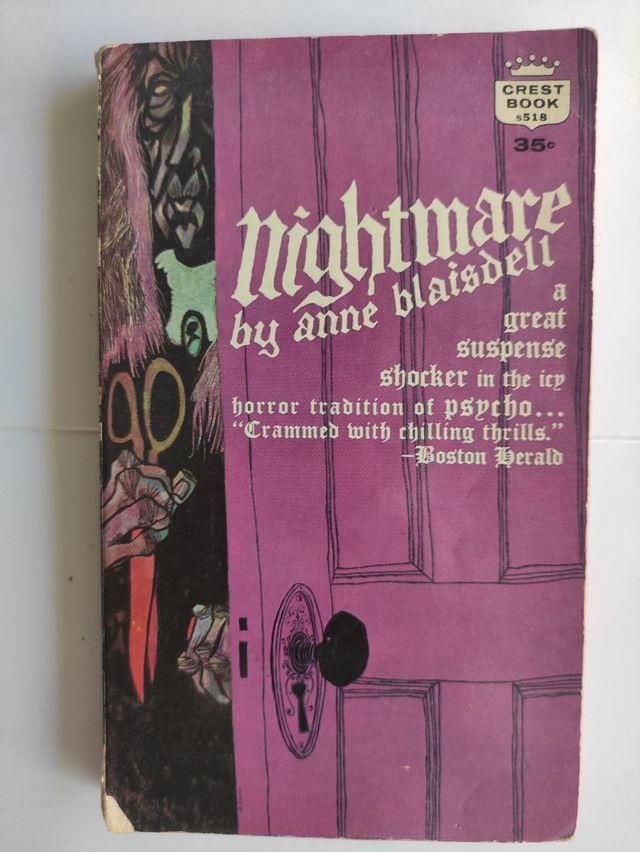 CREST
BOOK
s518
35c
nightmare
by anne blaisdell
a
great
suspense
shocker in the icy
horror tradition of psycho...
“Crammed with chilling thrills.”
–Boston Herald